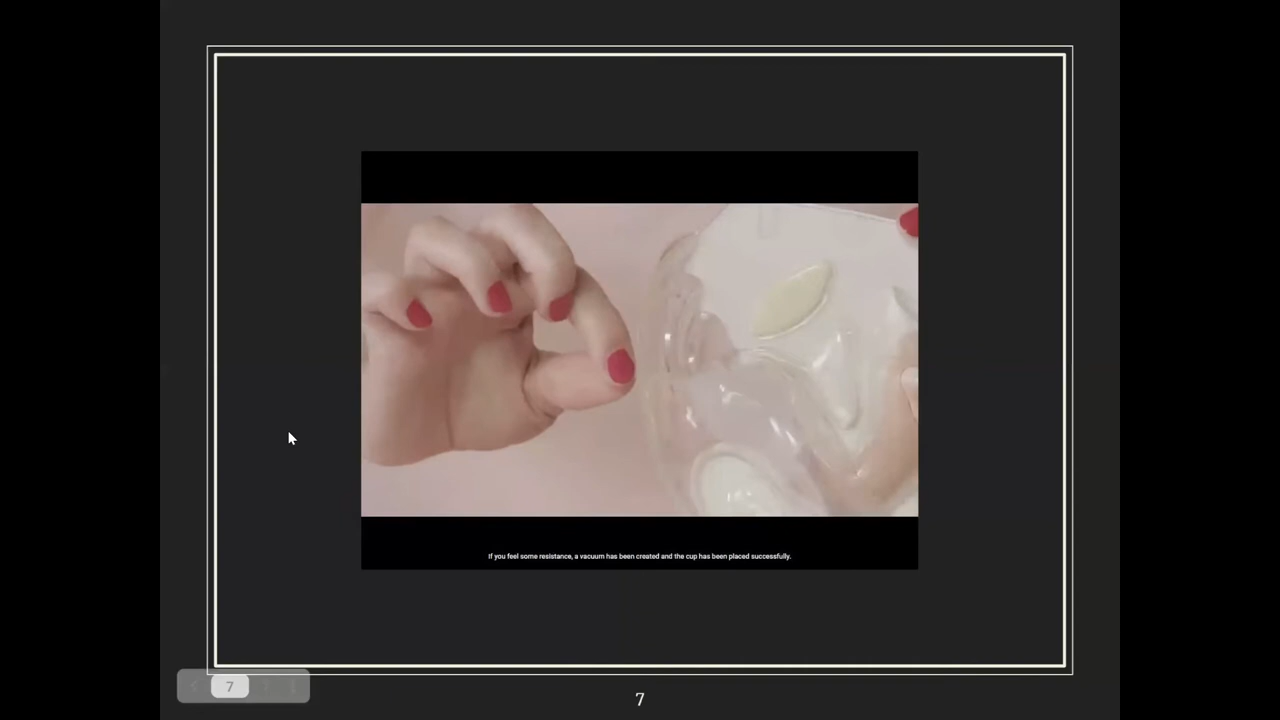 If you feel some resistance, a vacuum has been created and the cup has been placed successfully.
7
7